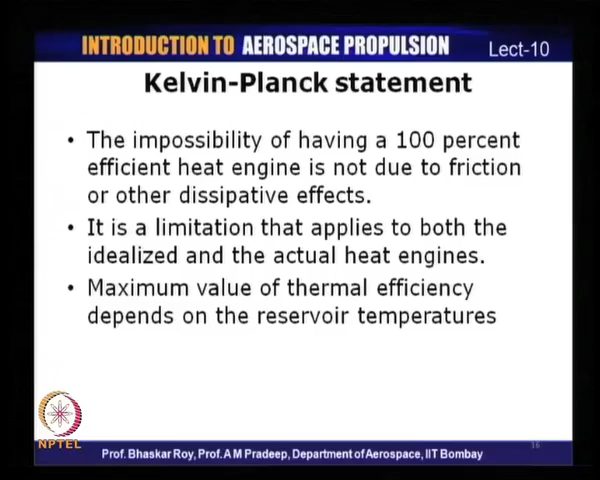 INTRODUCTION TO AEROSPACE PROPULSION
Lect-10
Kelvin-Planck statement
• The impossibility of having a 100 percent
efficient heat engine is not due to friction
or other dissipative effects.
• It is a limitation that applies to both the
idealized and the actual heat engines.
• Maximum value of thermal efficiency
depends on the reservoir temperatures
NPTEL
16
Prof. Bhaskar Roy, Prof. A M Pradeep, Department of Aerospace, IIT Bombay